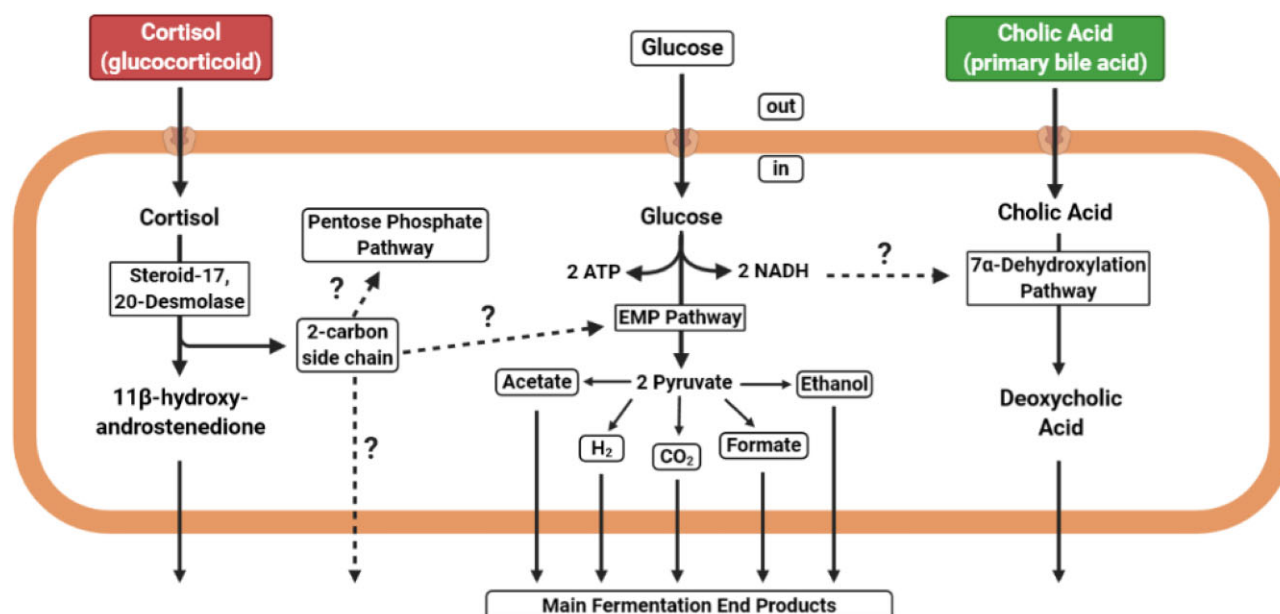 Cortisol
(glucocorticoid)
Glucose
Cholic Acid
(primary bile acid)
out
in
Cortisol
Pentose Phosphate
Pathway
Glucose
Cholic Acid
Steroid-17,
20-Desmolase
?
2 ATP
2 NADH
?
7α-Dehydroxylation
Pathway
2-carbon
side chain
?
EMP Pathway
11β-hydroxy-
androstenedione
?
Acetate
2 Pyruvate
Ethanol
Deoxycholic
Acid
H₂
CO₂
Formate
Main Fermentation End Products